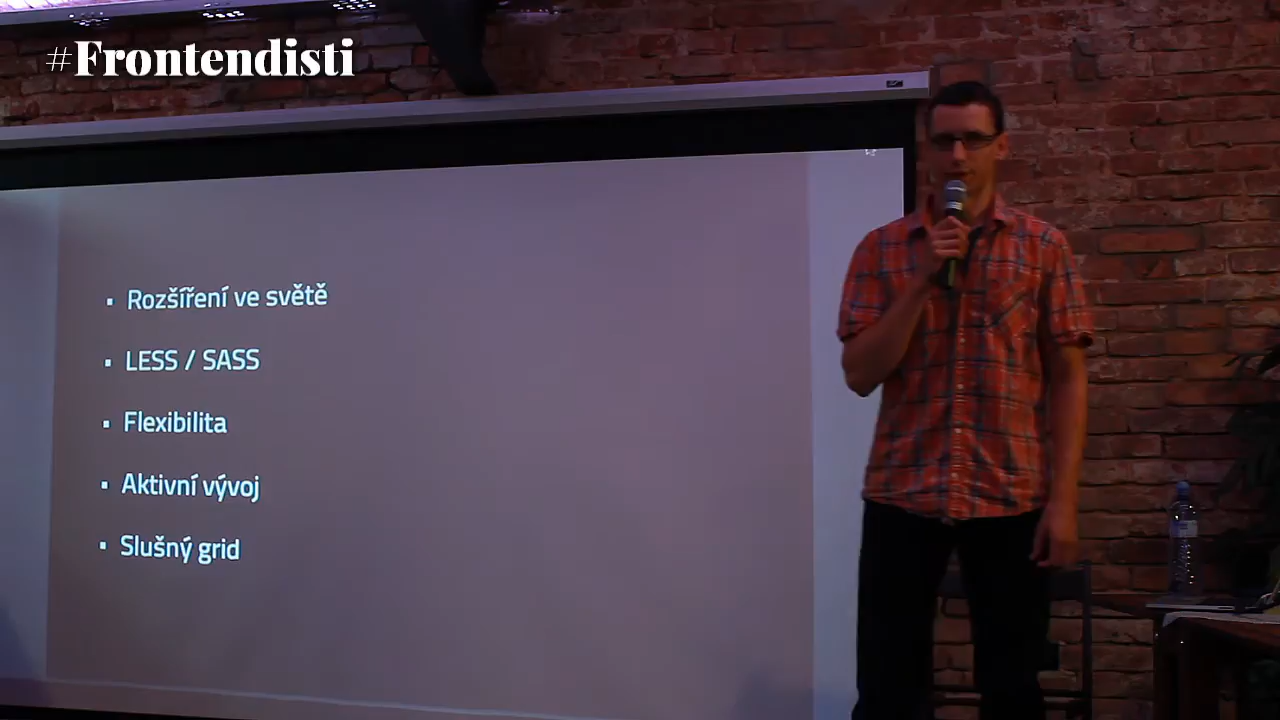 #Frontendisti
▪ Rozšíření ve světě
▪ LESS / SASS
▪ Flexibilita
▪ Aktivní vývoj
▪ Slušný grid